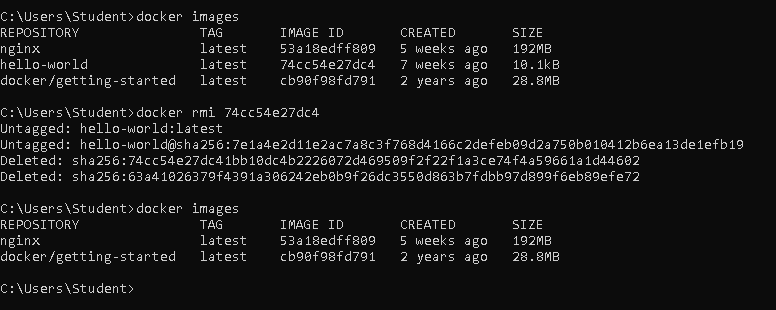 C:\Users\Student>docker images
REPOSITORY TAG IMAGE ID CREATED SIZE
nginx latest 53a18edff809 5 weeks ago 192MB
hello-world latest 74cc54e27dc4 7 weeks ago 10.1kB
docker/getting-started latest cb90f98fd791 2 years ago 28.8MB
C:\Users\Student>docker rmi 74cc54e27dc4
Untagged: hello-world:latest
Untagged: hello-world@sha256:7e1a4e2d11e2ac7a8c3f768d4166c2defeb09d2a750b010412b6ea13de1efb19
Deleted: sha256:74cc54e27dc41bb10dc4b2226072d469509f2f22f1a3ce74f4a59661a1d44602
Deleted: sha256:63a41026379f4391a306242eb0b9f26dc3550d863b7fdbb97d899f6eb89efe72
C:\Users\Student>docker images
REPOSITORY TAG IMAGE ID CREATED SIZE
nginx latest 53a18edff809 5 weeks ago 192MB
docker/getting-started latest cb90f98fd791 2 years ago 28.8MB
C:\Users\Student>